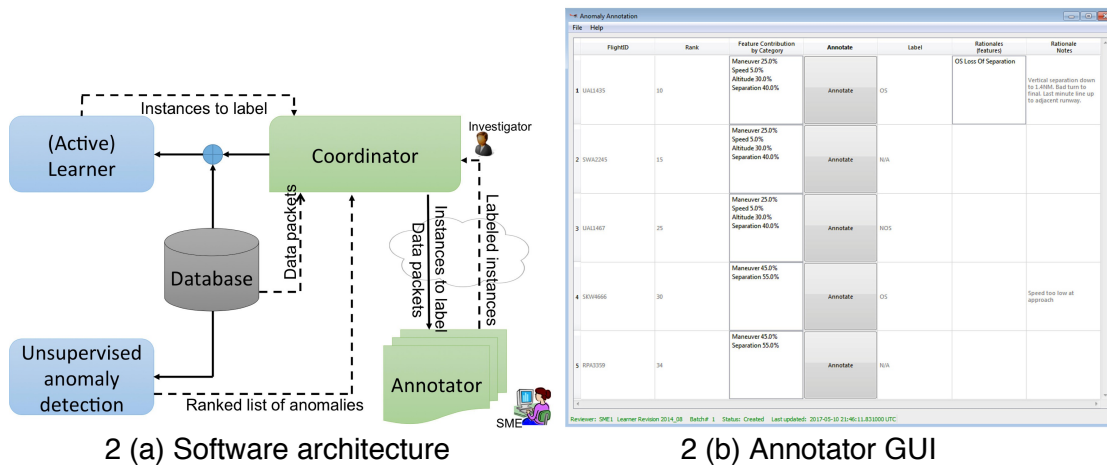 Instances to label
(Active)
Learner
Coordinator
Investigator
Data packets
Database
Instances to label
Data packets
Labeled instances
Unsupervised
anomaly
detection
Ranked list of anomalies
Annotator
SME
2 (a) Software architecture
Anomaly Annotation
File Help
FlightID Rank Feature Contribution by Category Annotate Label Rationales (features) Rationale Notes
Maneuver 25.0%
Speed 5.0%
Altitude 30.0%
Separation 40.0%
1 UAL1435 10 Annotate OS
OS Loss Of Separation
Vertical separation down
to 1.4NM. Bad turn to
final. Last minute line up
to adjacent runway.
Maneuver 25.0%
Speed 5.0%
Altitude 30.0%
Separation 40.0%
2 SWA2245 15 Annotate N/A
Maneuver 25.0%
Speed 5.0%
Altitude 30.0%
Separation 40.0%
3 UAL1467 25 Annotate NOS
Maneuver 45.0%
Separation 55.0%
4 SKW4666 30 Annotate OS
Speed too low at
approach
Maneuver 45.0%
Separation 55.0%
5 RPA3359 34 Annotate N/A
Reviewer: SME1 Learner Revision 2014_08 Batch# 1 Status: Created Last updated: 2017-05-10 21:46:11.831000 UTC
2 (b) Annotator GUI